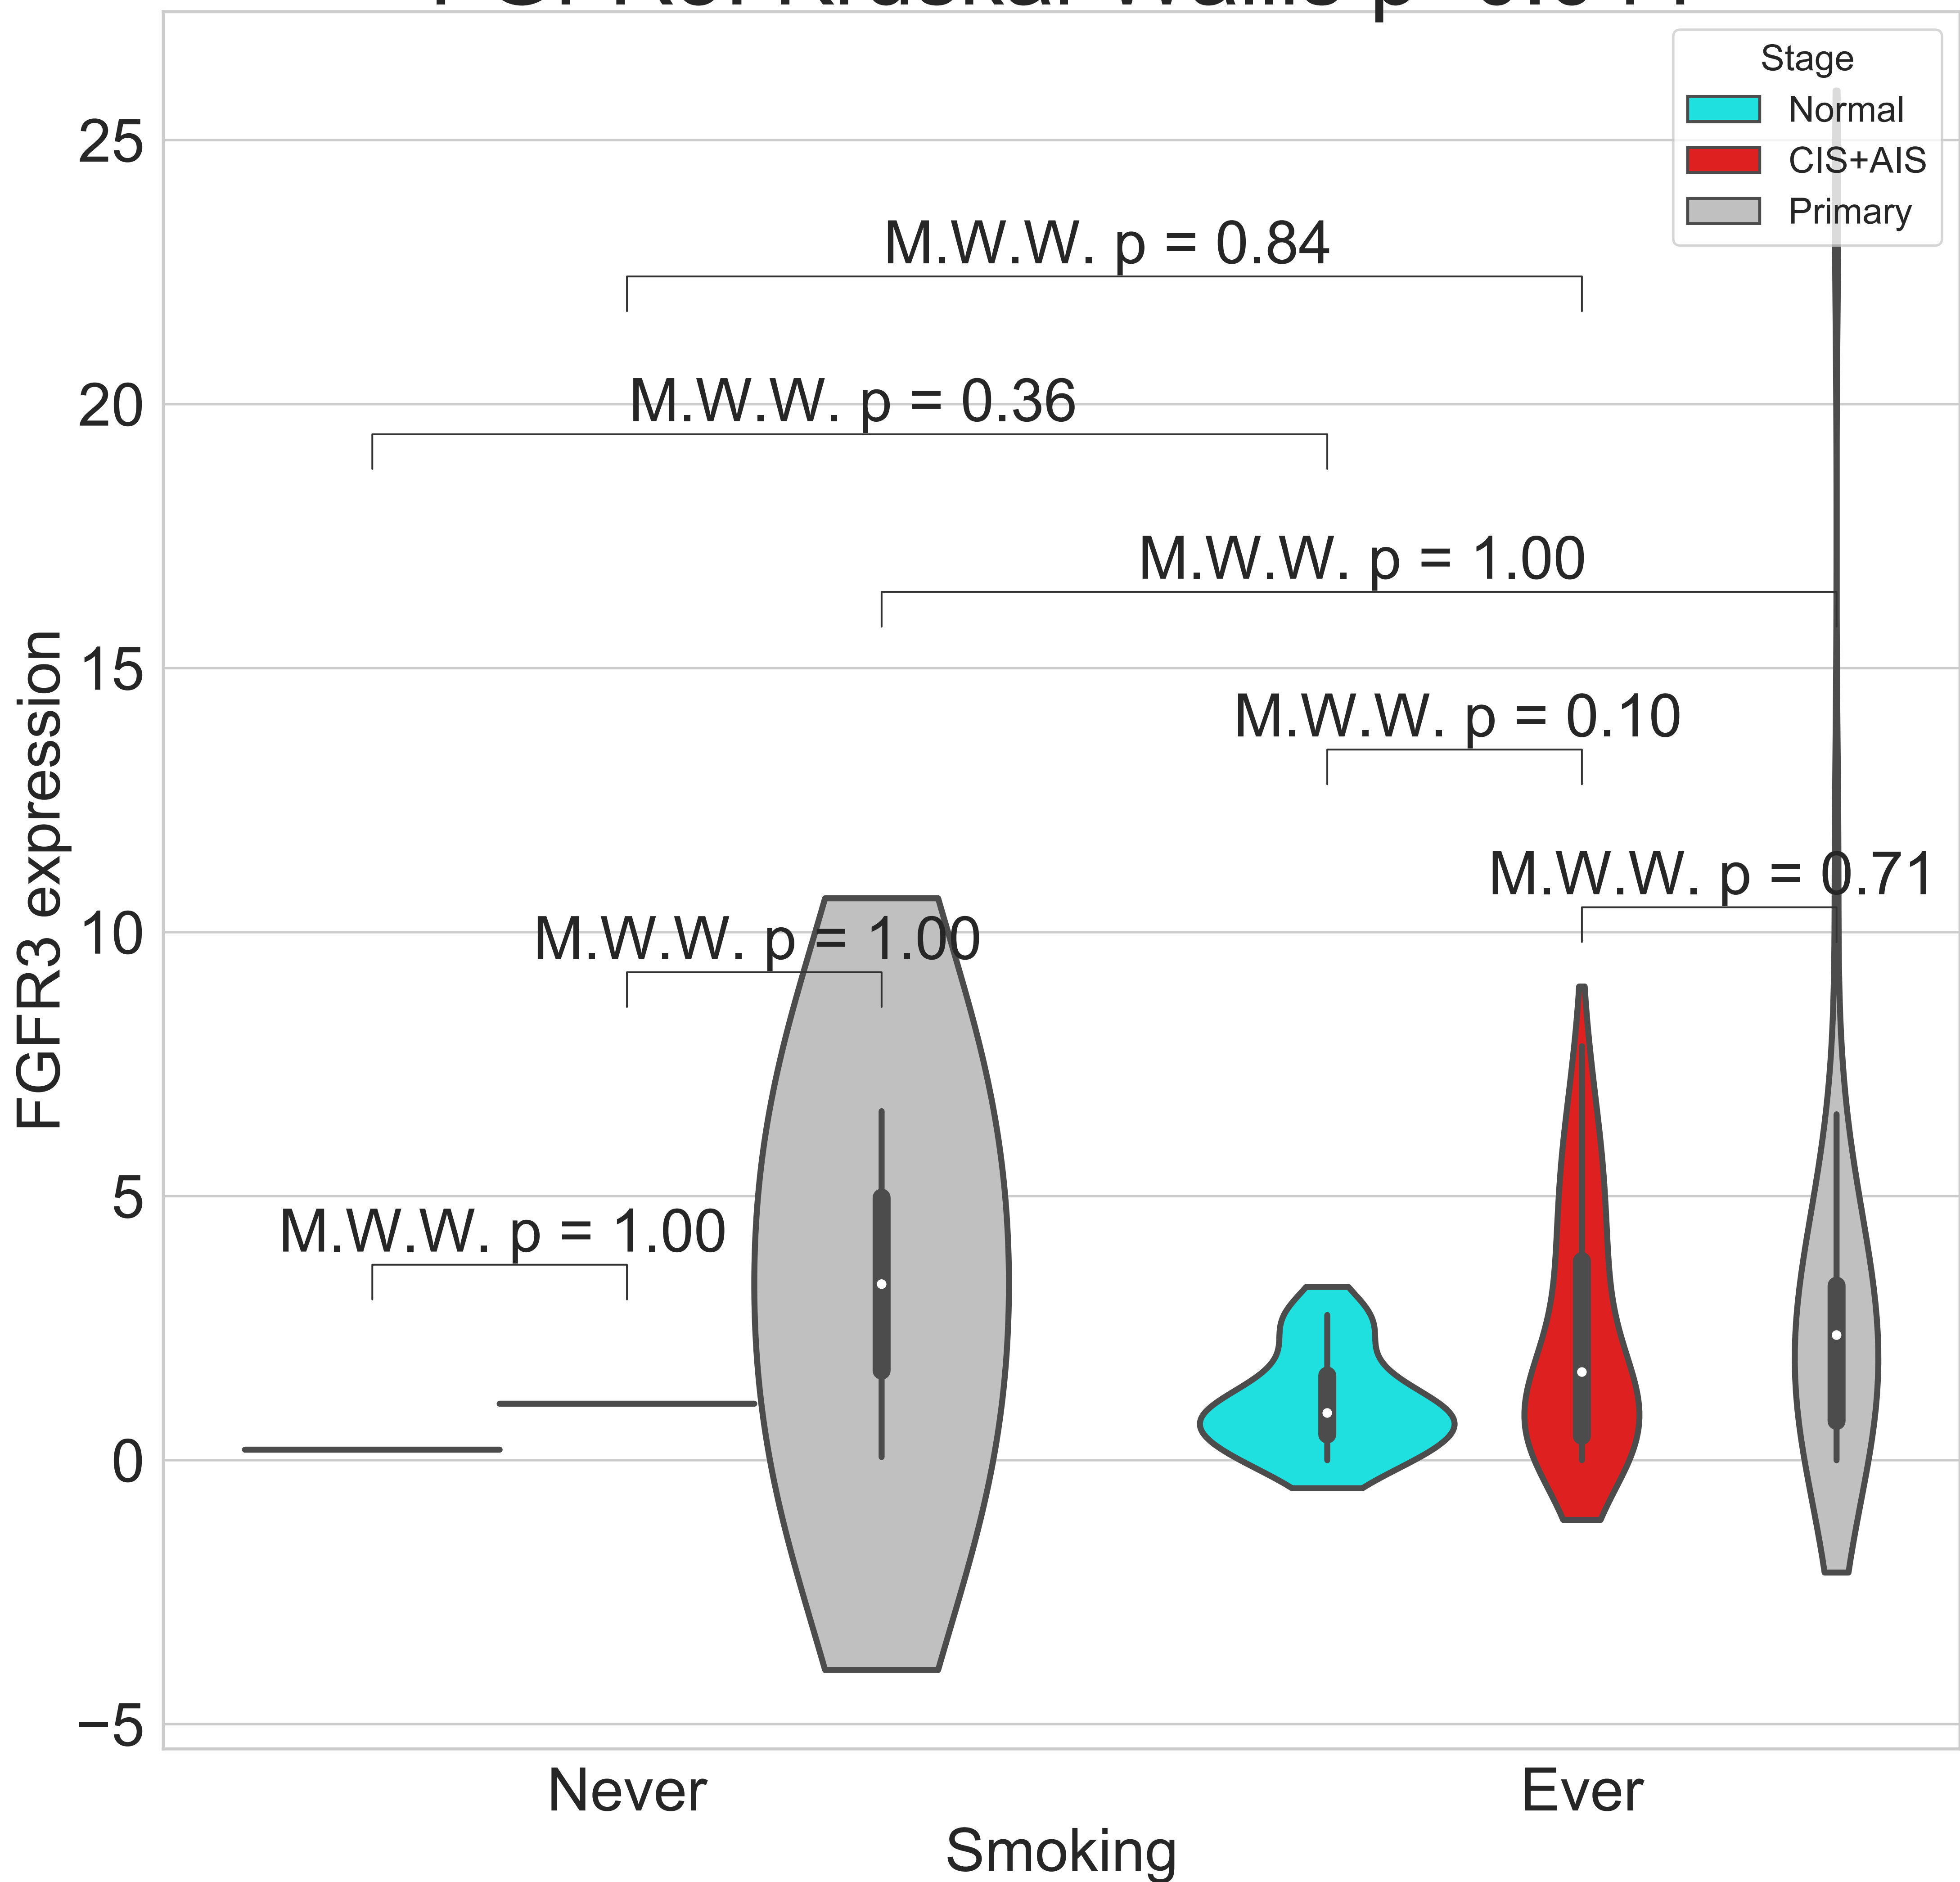 Stage
Normal
CIS+AIS
Primary
25
20
15
10
5
0
−5
FGFR3 expression
M.W.W. p = 0.84
M.W.W. p = 0.36
M.W.W. p = 1.00
M.W.W. p = 0.10
M.W.W. p = 0.71
M.W.W. p = 1.00
M.W.W. p = 1.00
Never
Ever
Smoking